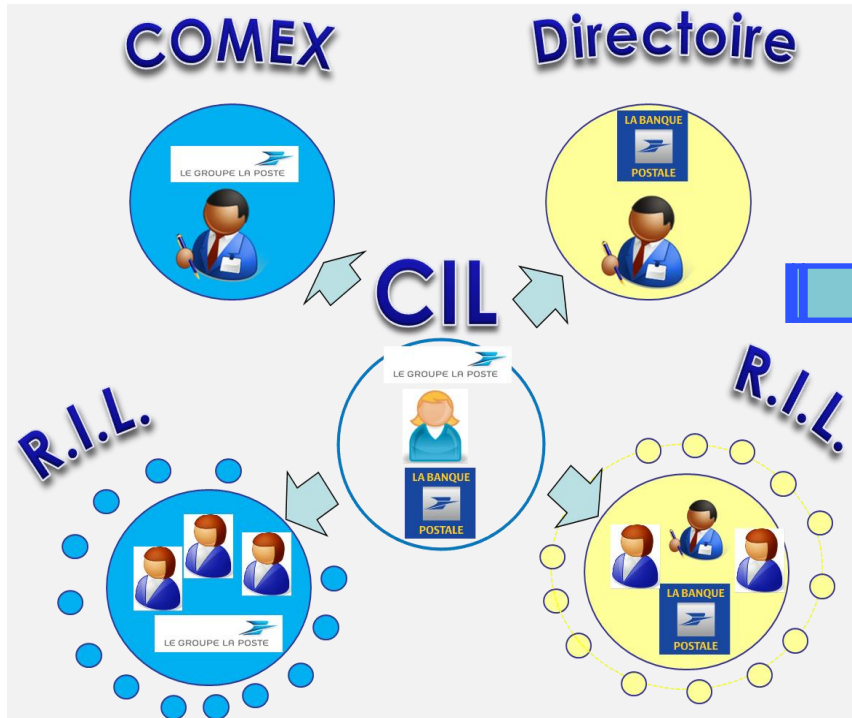 COMEX
Directoire
LE GROUPE LA POSTE
LA BANQUE
POSTALE
CIL
LE GROUPE LA POSTE
LA BANQUE
POSTALE
R.I.L.
R.I.L.
LE GROUPE LA POSTE
LA BANQUE
POSTALE